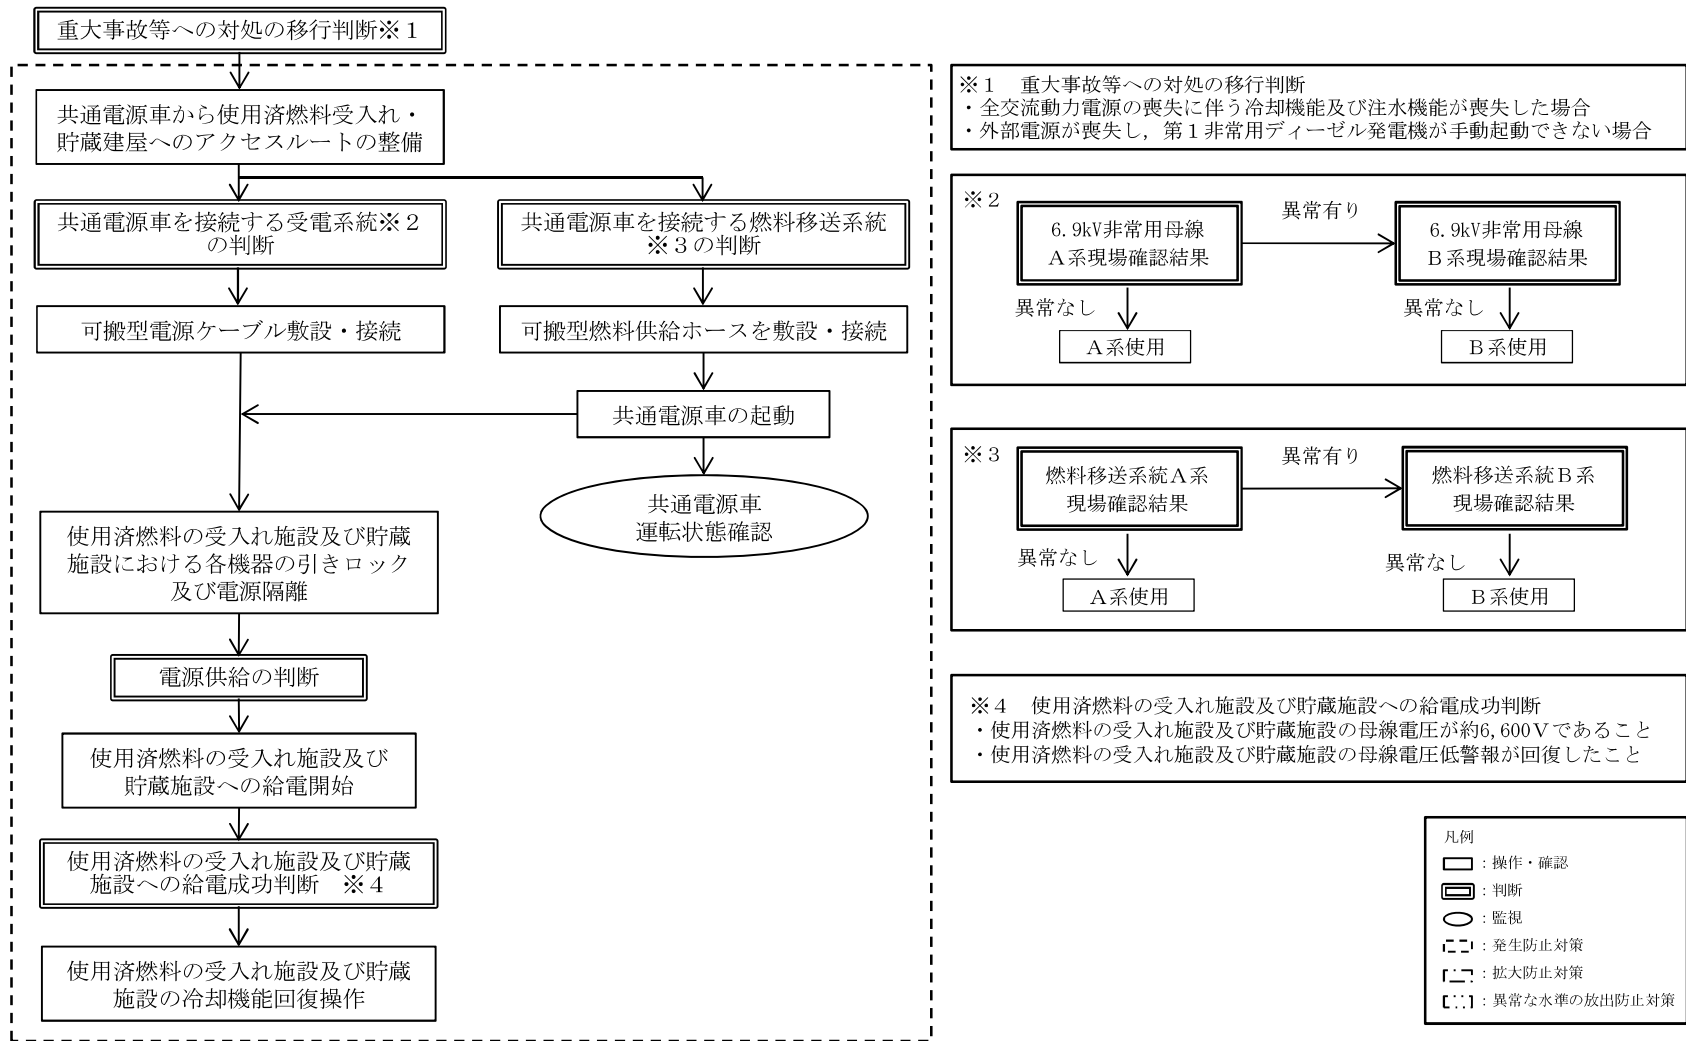 重大事故等への対処の移行判断※１
共通電源車から使用済燃料受入れ・
貯蔵建屋へのアクセスルートの整備
共通電源車を接続する受電系統※２
の判断
共通電源車を接続する燃料移送系統
※３の判断
可搬型電源ケーブル敷設・接続
可搬型燃料供給ホースを敷設・接続
共通電源車の起動
共通電源車
運転状態確認
使用済燃料の受入れ施設及び貯蔵
施設における各機器の引きロック
及び電源隔離
電源供給の判断
使用済燃料の受入れ施設及び
貯蔵施設への給電開始
使用済燃料の受入れ施設及び貯蔵
施設への給電成功判断　※４
使用済燃料の受入れ施設及び貯蔵
施設の冷却機能回復操作
※１　重大事故等への対処の移行判断
・全交流動力電源の喪失に伴う冷却機能及び注水機能が喪失した場合
・外部電源が喪失し，第１非常用ディーゼル発電機が手動起動できない場合
※２
6.9kV非常用母線
Ａ系現場確認結果
異常有り
6.9kV非常用母線
Ｂ系現場確認結果
異常なし
異常なし
Ａ系使用
Ｂ系使用
※３
燃料移送系統Ａ系
現場確認結果
異常有り
燃料移送系統Ｂ系
現場確認結果
異常なし
異常なし
Ａ系使用
Ｂ系使用
※４　使用済燃料の受入れ施設及び貯蔵施設への給電成功判断
・使用済燃料の受入れ施設及び貯蔵施設の母線電圧が約6,600Ｖであること
・使用済燃料の受入れ施設及び貯蔵施設の母線電圧低警報が回復したこと
凡例
：操作・確認
：判断
：監視
：発生防止対策
：拡大防止対策
：異常な水準の放出防止対策